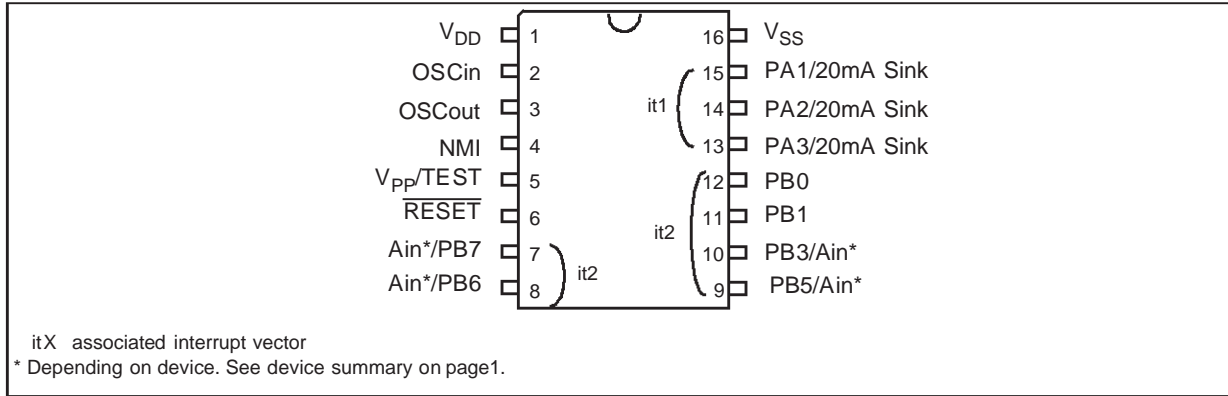 VDD 1 16 VSS
OSCin 2 15 PA1/20mA Sink
OSCout 3 it1 14 PA2/20mA Sink
NMI 4 13 PA3/20mA Sink
VPP/TEST 5 12 PB0
RESET 6 11 PB1
it2
Ain*/PB7 7 10 PB3/Ain*
it2
Ain*/PB6 8 9 PB5/Ain*
itX associated interrupt vector
* Depending on device. See device summary on page1.